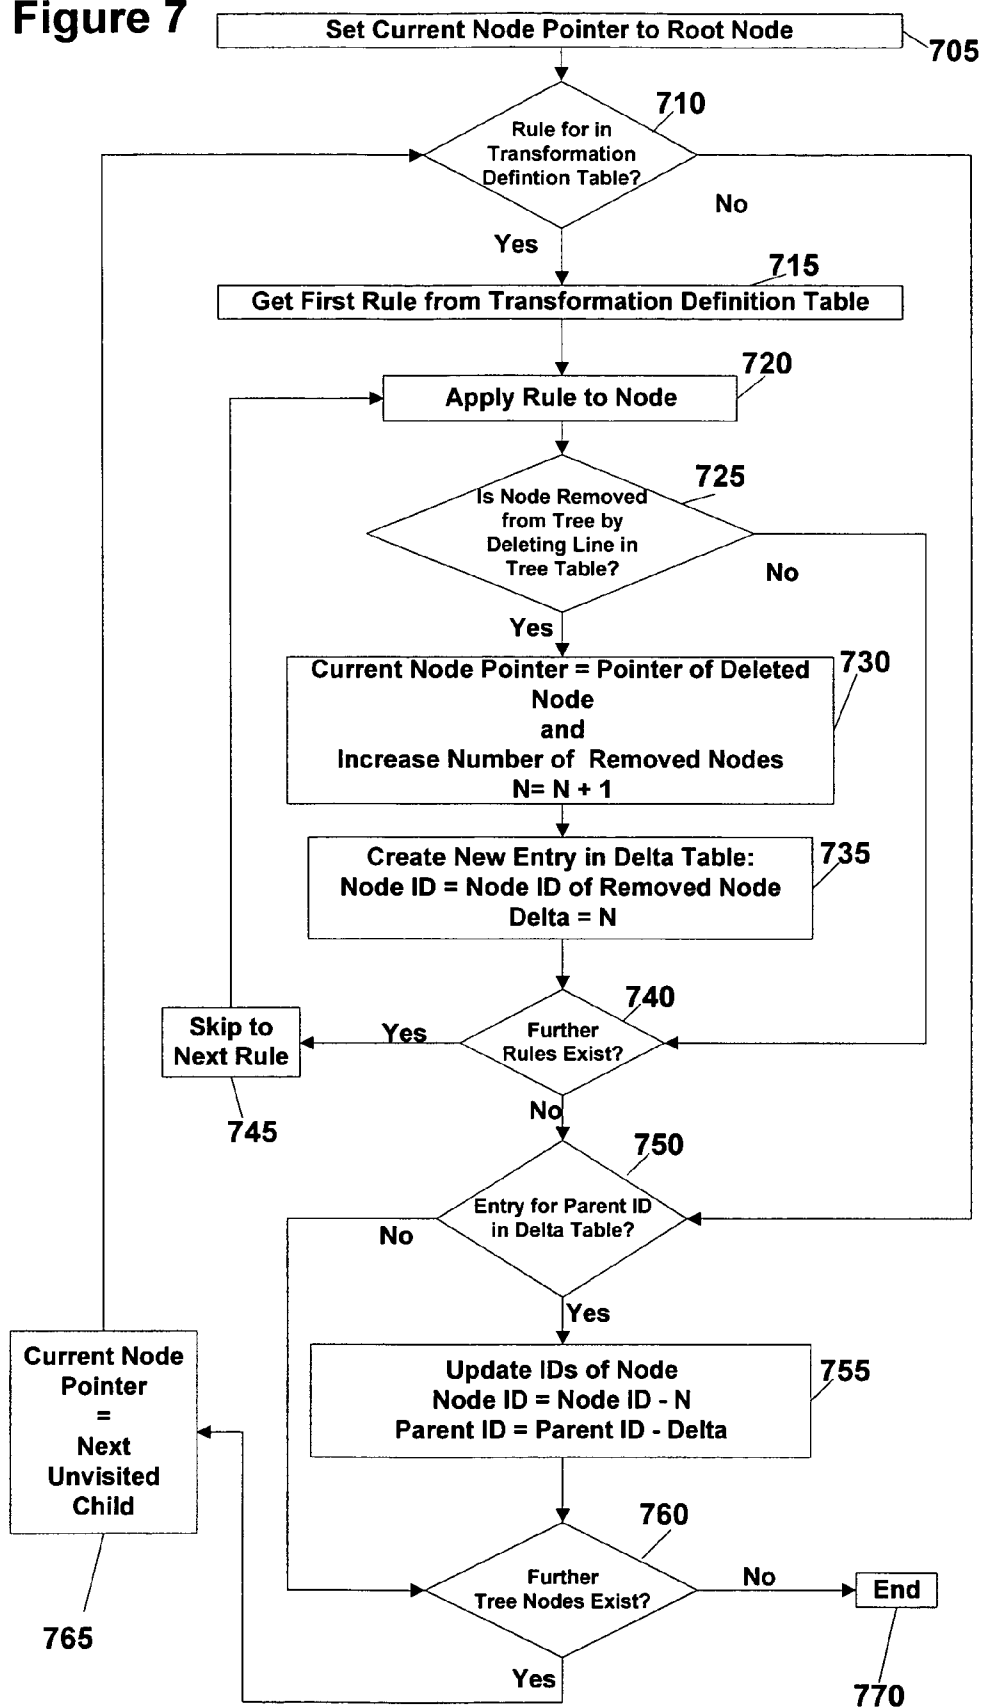 Figure 7
Set Current Node Pointer to Root Node
705
710
Rule for in
Transformation
Defintion Table?
No
Yes
715
Get First Rule from Transformation Definition Table
720
Apply Rule to Node
725
Is Node Removed
from Tree by
Deleting Line in
Tree Table?
No
Yes
730
Current Node Pointer = Pointer of Deleted
Node
and
Increase Number of Removed Nodes
N= N + 1
735
Create New Entry in Delta Table:
Node ID = Node ID of Removed Node
Delta = N
740
Further
Rules Exist?
Yes
Skip to
Next Rule
745
No
750
Entry for Parent ID
in Delta Table?
No
Yes
755
Update IDs of Node
Node ID = Node ID - N
Parent ID = Parent ID - Delta
Current Node
Pointer
=
Next
Unvisited
Child
765
760
Further
Tree Nodes Exist?
No
End
770
Yes